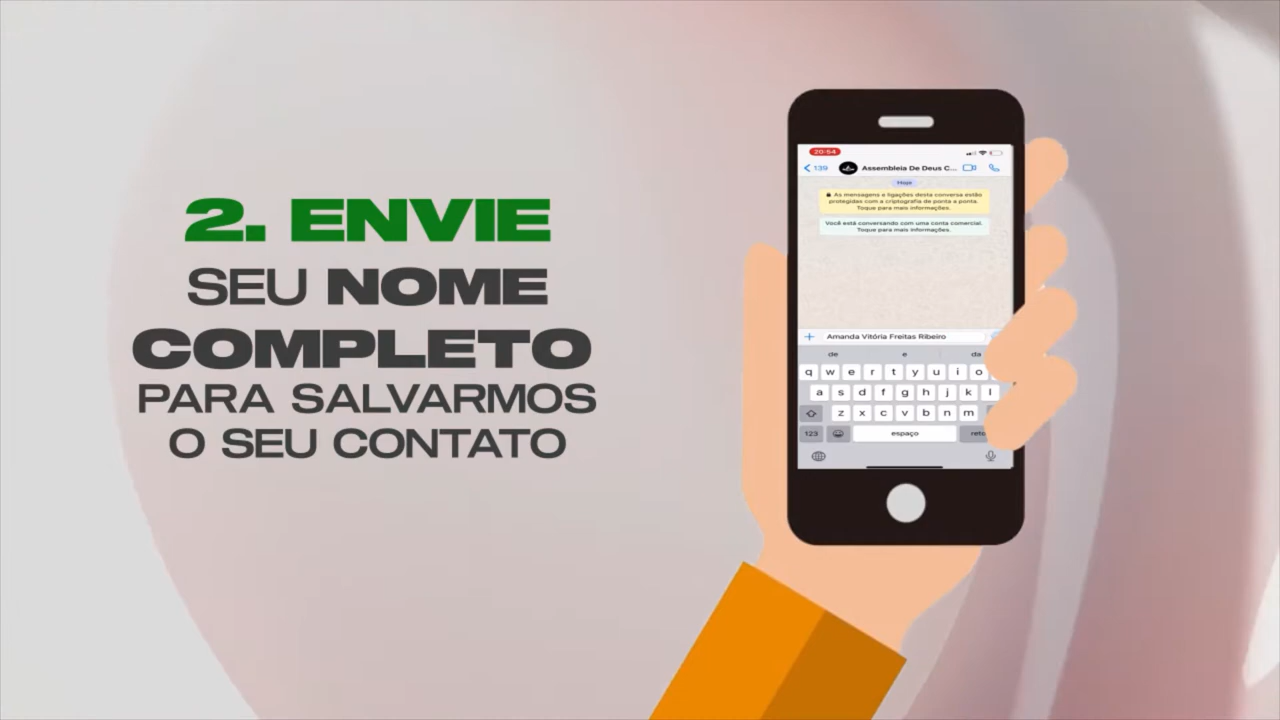 2. ENVIE
SEU NOME
COMPLETO
PARA SALVARMOS
O SEU CONTATO
20:54
139
Assembleia De Deus C...
Hoje
As mensagens e ligações desta conversa estão
protegidas com a criptografia de ponta a ponta.
Toque para mais informações.
Você está conversando com uma conta comercial.
Toque para mais informações.
Amanda Vitória Freitas Ribeiro
de e da
q w e r t y u i o
a s d f g h j k l
z x c v b n m
123 espaço